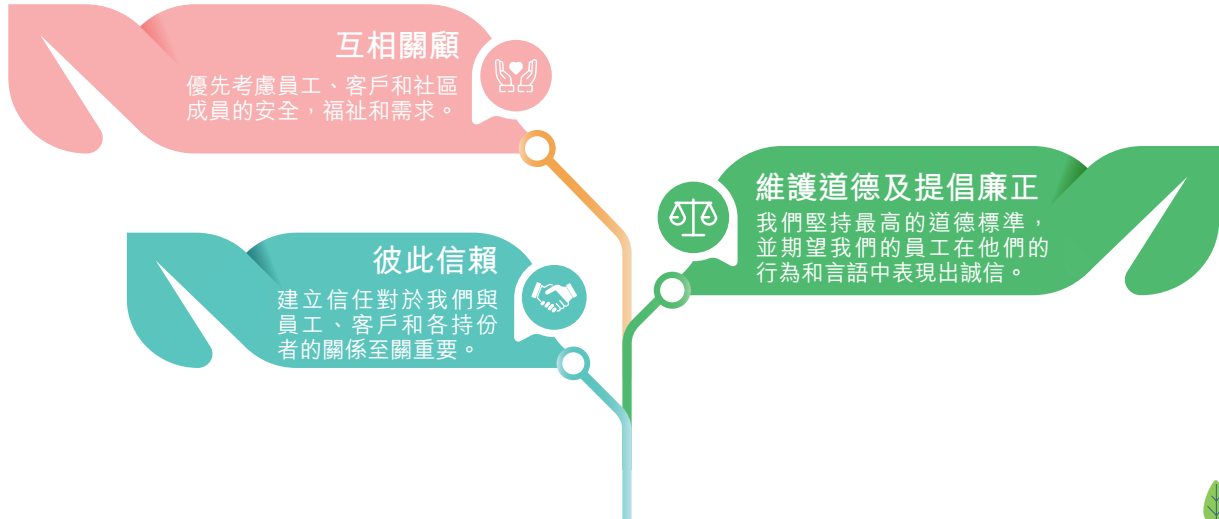 互相關顧
優先考慮員工、客戶和社區
成員的安全，福祉和需求。
維護道德及提倡廉正
我們堅持最高的道德標準，
並期望我們的員工在他們的
行為和言語中表現出誠信。
彼此信賴
建立信任對於我們與
員工、客戶和各持份
者的關係至關重要。